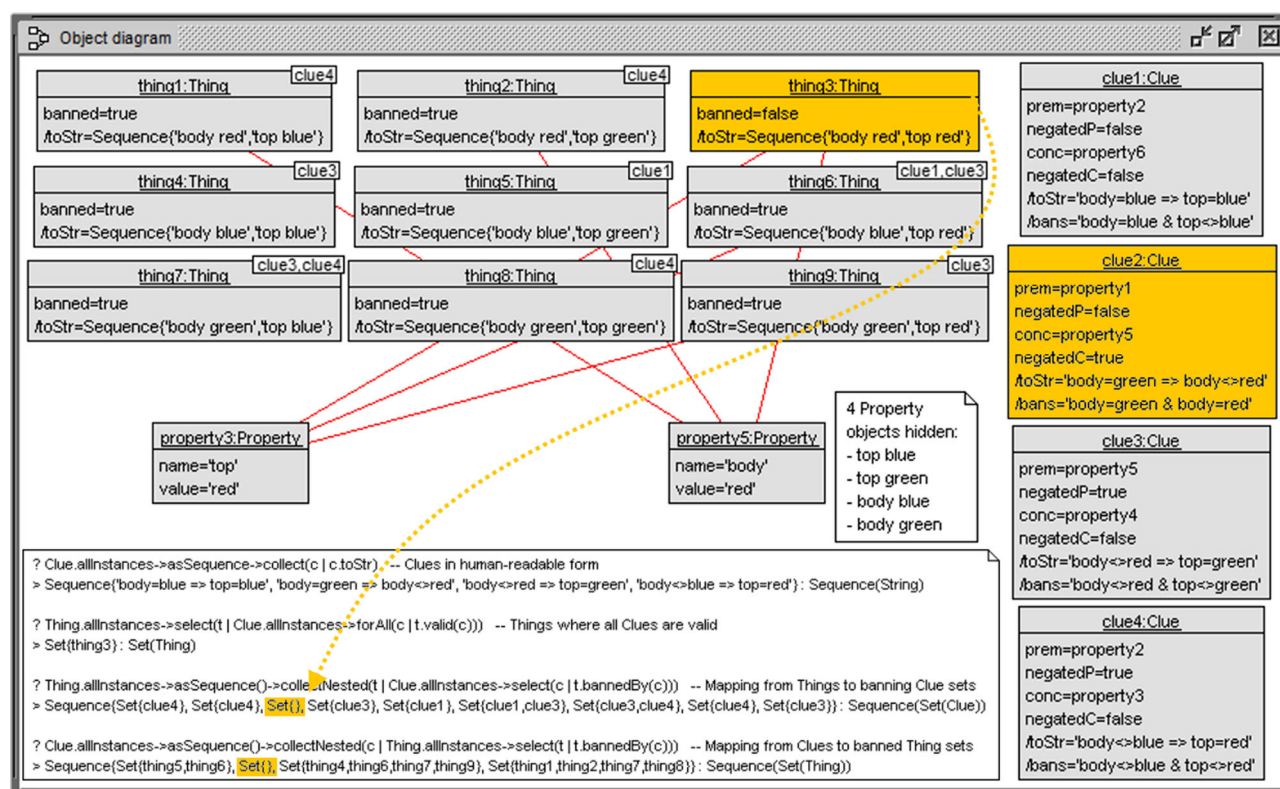 Object diagram
clue4
thing1:Thing
banned=true
/toStr=Sequence{'body red','top blue'}
clue4
thing2:Thing
banned=true
/toStr=Sequence{'body red','top green'}
thing3:Thing
banned=false
/toStr=Sequence{'body red','top red'}
clue3
thing4:Thing
banned=true
/toStr=Sequence{'body blue','top blue'}
clue1
thing5:Thing
banned=true
/toStr=Sequence{'body blue','top green'}
clue1,clue3
thing6:Thing
banned=true
/toStr=Sequence{'body blue','top red'}
clue3,clue4
thing7:Thing
banned=true
/toStr=Sequence{'body green','top blue'}
clue4
thing8:Thing
banned=true
/toStr=Sequence{'body green','top green'}
clue3
thing9:Thing
banned=true
/toStr=Sequence{'body green','top red'}
property3:Property
name='top'
value='red'
property5:Property
name='body'
value='red'
4 Property
objects hidden:
- top blue
- top green
- body blue
- body green
clue1:Clue
prem=property2
negatedP=false
conc=property6
negatedC=false
/toStr='body=blue => top=blue'
/bans='body=blue & top<>blue'
clue2:Clue
prem=property1
negatedP=false
conc=property5
negatedC=true
/toStr='body=green => body<>red'
/bans='body=green & body=red'
clue3:Clue
prem=property5
negatedP=true
conc=property4
negatedC=false
/toStr='body<>red => top=green'
/bans='body<>red & top<>green'
clue4:Clue
prem=property2
negatedP=true
conc=property3
negatedC=false
/toStr='body<>blue => top=red'
/bans='body<>blue & top<>red'
? Clue.allInstances->asSequence->collect(c | c.toStr) -- Clues in human-readable form
> Sequence{'body=blue => top=blue', 'body=green => body<>red', 'body<>red => top=green', 'body<>blue => top=red'} : Sequence(String)
? Thing.allInstances->select(t | Clue.allInstances->forAll(c | t.valid(c))) -- Things where all Clues are valid
> Set{thing3} : Set(Thing)
? Thing.allInstances->asSequence()->collectNested(t | Clue.allInstances->select(c | t.bannedBy(c))) -- Mapping from Things to banning Clue sets
> Sequence{Set{clue4}, Set{clue4}, Set{}, Set{clue3}, Set{clue1}, Set{clue1,clue3}, Set{clue3,clue4}, Set{clue4}, Set{clue3}} : Sequence(Set(Clue))
? Clue.allInstances->asSequence()->collectNested(c | Thing.allInstances->select(t | t.bannedBy(c))) -- Mapping from Clues to banned Thing sets
> Sequence{Set{thing5,thing6}, Set{}, Set{thing4,thing6,thing7,thing9}, Set{thing1,thing2,thing7,thing8}} : Sequence(Set(Thing))